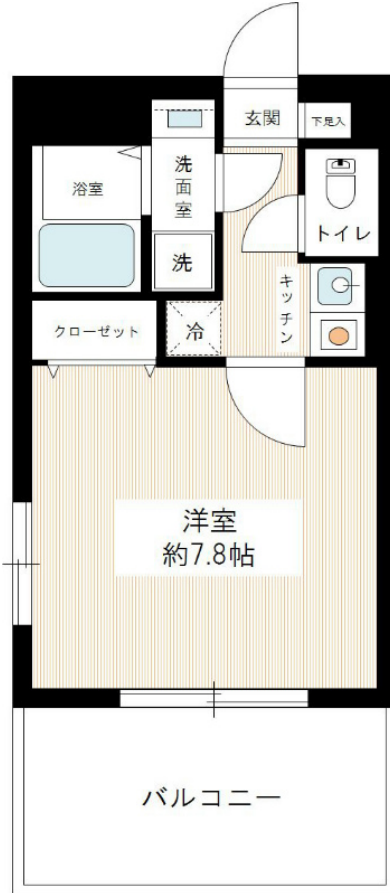 玄関
下足入
洗面室
浴室
トイレ
洗
キッチン
クローゼット
冷
洋室
約7.8帖
バルコニー